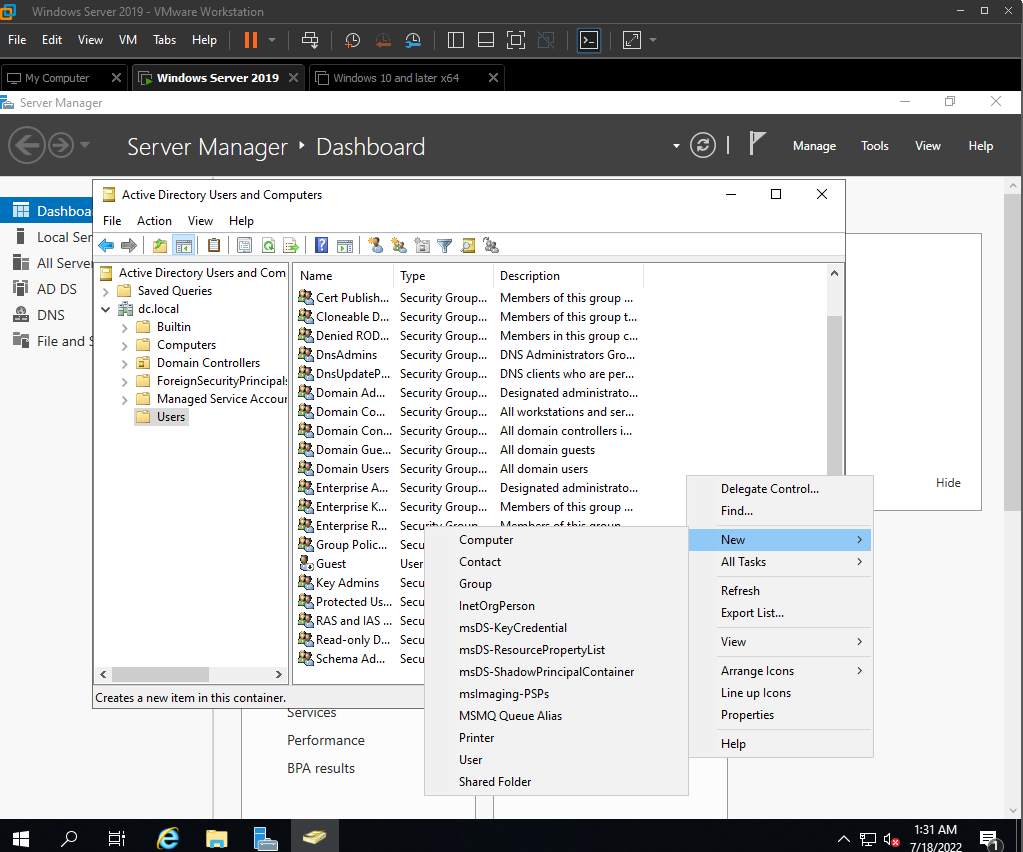 Windows Server 2019 - VMware Workstation
File Edit View VM Tabs Help
My Computer Windows Server 2019 Windows 10 and later x64
Server Manager
Server Manager Dashboard
Manage Tools View Help
Dashboa
Local Ser
All Server
AD DS
DNS
File and S
Active Directory Users and Computers
File Action View Help
Active Directory Users and Com
Saved Queries
dc.local
Builtin
Computers
Domain Controllers
ForeignSecurityPrincipals
Managed Service Accour
Users
Name Type Description
Cert Publish... Security Group... Members of this group ...
Cloneable D... Security Group... Members of this group t...
Denied ROD... Security Group... Members in this group c...
DnsAdmins Security Group... DNS Administrators Gro...
DnsUpdateP... Security Group... DNS clients who are per...
Domain Ad... Security Group... Designated administrato...
Domain Co... Security Group... All workstations and ser...
Domain Con... Security Group... All domain controllers i...
Domain Gue... Security Group... All domain guests
Domain Users Security Group... All domain users
Enterprise A... Security Group... Designated administrato...
Enterprise K... Security Group... Members of this group ...
Enterprise R... Security Group... Members of this group ...
Group Polic... Secu
Guest User
Key Admins Secu
Protected Us... Secu
RAS and IAS ... Secu
Read-only D... Secu
Schema Ad... Secu
Creates a new item in this container.
Delegate Control...
Find...
New
All Tasks
Refresh
Export List...
View
Arrange Icons
Line up Icons
Properties
Help
Computer
Contact
Group
InetOrgPerson
msDS-KeyCredential
msDS-ResourcePropertyList
msDS-ShadowPrincipalContainer
msImaging-PSPs
MSMQ Queue Alias
Printer
User
Shared Folder
Hide
Services
Performance
BPA results
1:31 AM
7/18/2022
1